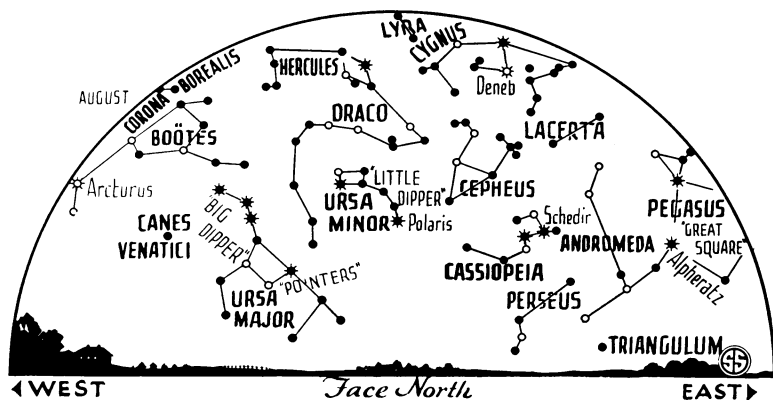 LYRA
CYGNUS
HERCULES
BOREALIS
CORONA
AUGUST
Deneb
DRACO
LACERTA
BOÖTES
Arcturus
"LITTLE
DIPPER"
URSA
MINOR
Polaris
CEPHEUS
PEGASUS
"GREAT
SQUARE"
Alpheratz
Schedir
ANDROMEDA
CANES
VENATICI
BIG
DIPPER"
"POINTERS"
URSA
MAJOR
CASSIOPEIA
PERSEUS
TRIANGULUM
SS
WEST
Face North
EAST